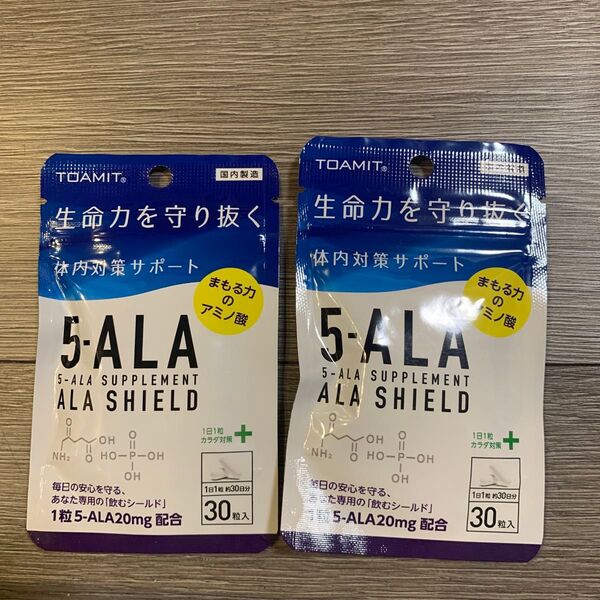 TOAMIT®
国内製造
生命力を守り抜く
体内対策サポート
まもる力
の
アミノ酸
5-ALA
5-ALA SUPPLEMENT
ALA SHIELD
1日1粒
カラダ対策
O
OH
O
NH₂
O
HO-P-OH
OH
1日1粒 約30日分
毎日の安心を守る、
あなた専用の「飲むシールド」
1粒 5-ALA20mg 配合
30粒入
TOAMIT®
生命力を守り抜く
体内対策サポート
まもる力
の
アミノ酸
5-ALA
5-ALA SUPPLEMENT
ALA SHIELD
1日1粒
カラダ対策
O
OH
O
NH₂
O
HO-P-OH
OH
1日1粒 約30日分
毎日の安心を守る、
あなた専用の「飲むシールド」
1粒 5-ALA20mg 配合
30粒入